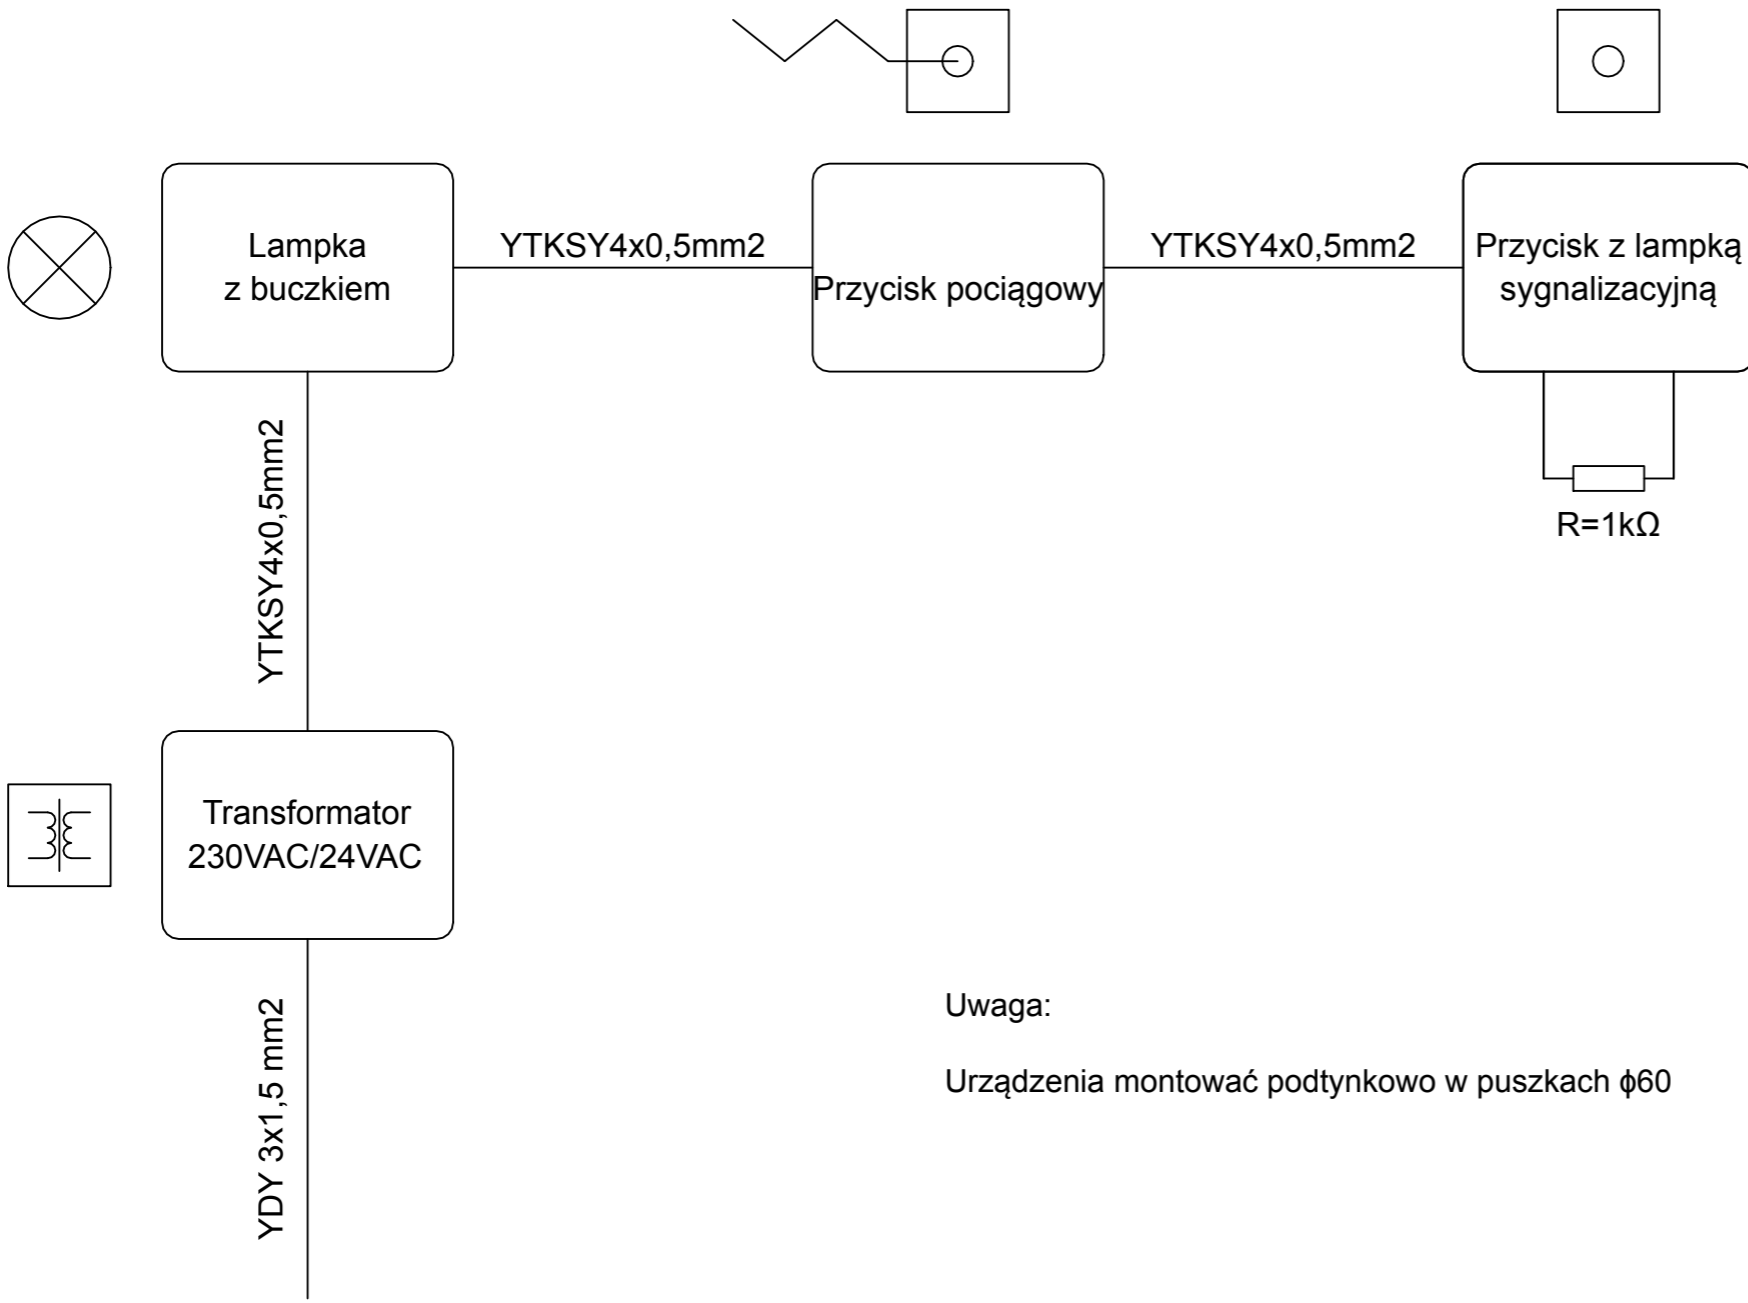 Lampka
z buczkiem
YTKSY4x0,5mm2
Przycisk pociągowy
YTKSY4x0,5mm2
Przycisk z lampką
sygnalizacyjną
R=1kΩ
YTKSY4x0,5mm2
Transformator
230VAC/24VAC
YDY 3x1,5 mm2
Uwaga:
Urządzenia montować podtynkowo w puszkach ϕ60